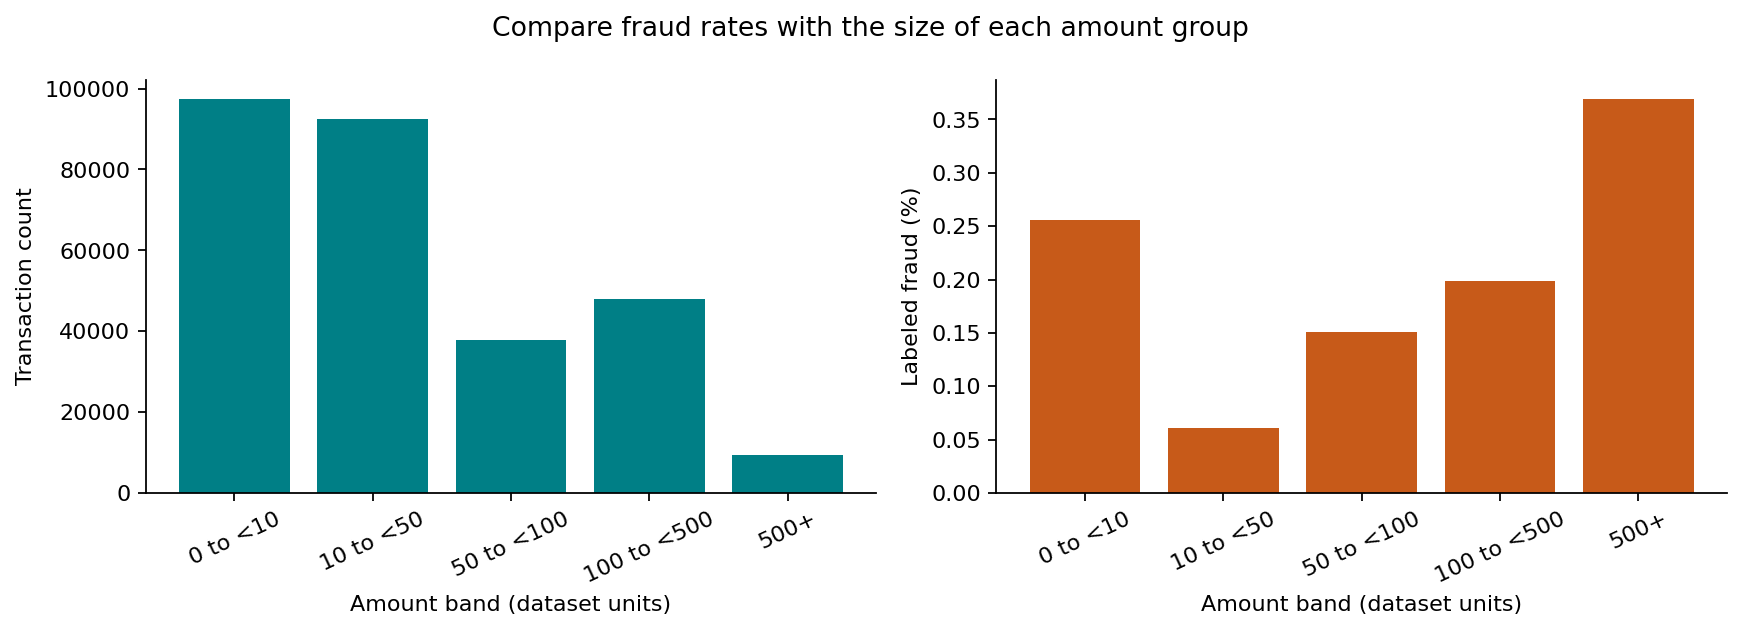 Compare fraud rates with the size of each amount group
Transaction count
100000
80000
60000
40000
20000
0
0 to <10
10 to <50
50 to <100
100 to <500
500+
Amount band (dataset units)
Labeled fraud (%)
0.35
0.30
0.25
0.20
0.15
0.10
0.05
0.00
0 to <10
10 to <50
50 to <100
100 to <500
500+
Amount band (dataset units)